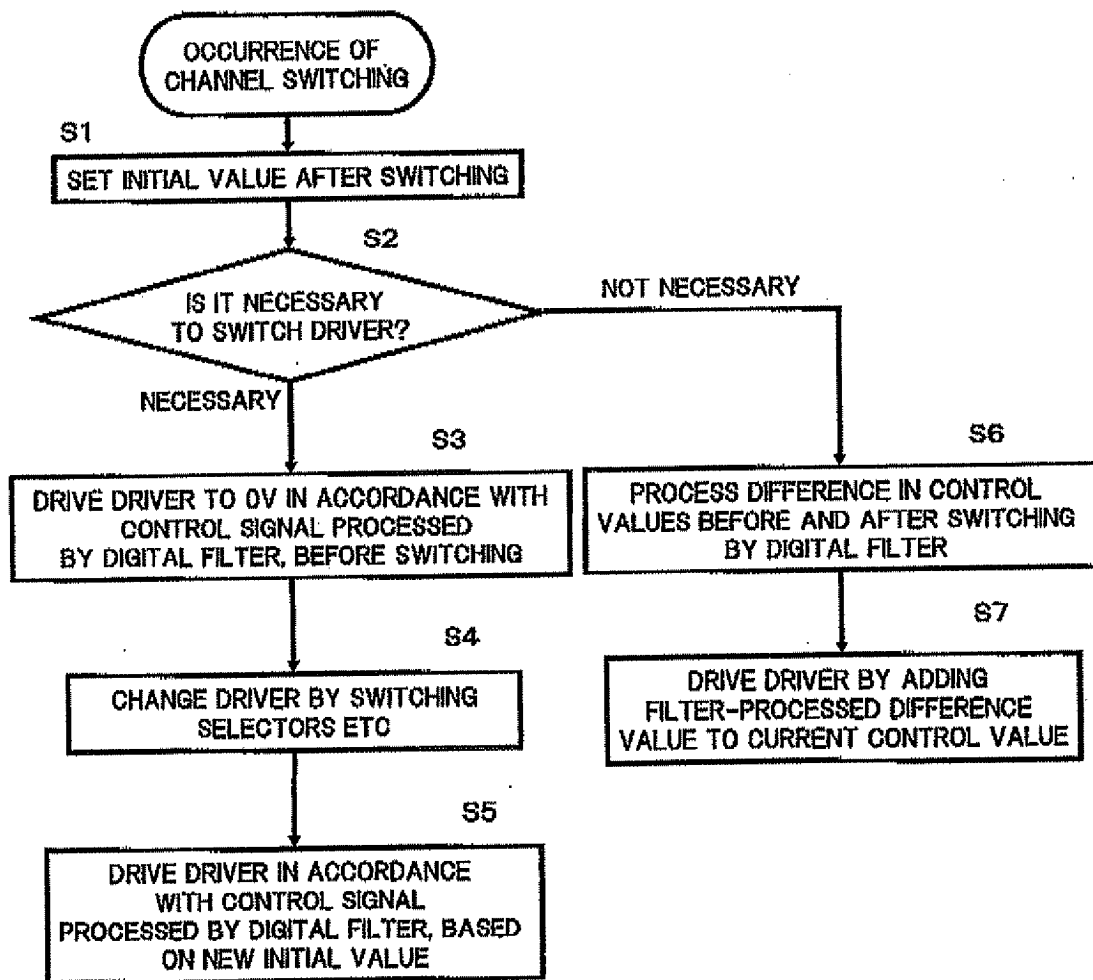 OCCURRENCE OF
CHANNEL SWITCHING
S1
SET INITIAL VALUE AFTER SWITCHING
S2
IS IT NECESSARY
TO SWITCH DRIVER?
NOT NECESSARY
NECESSARY
S3
DRIVE DRIVER TO 0V IN ACCORDANCE WITH
CONTROL SIGNAL PROCESSED
BY DIGITAL FILTER, BEFORE SWITCHING
S4
CHANGE DRIVER BY SWITCHING
SELECTORS ETC
S5
DRIVE DRIVER IN ACCORDANCE
WITH CONTROL SIGNAL
PROCESSED BY DIGITAL FILTER, BASED
ON NEW INITIAL VALUE
S6
PROCESS DIFFERENCE IN CONTROL
VALUES BEFORE AND AFTER SWITCHING
BY DIGITAL FILTER
S7
DRIVE DRIVER BY ADDING
FILTER-PROCESSED DIFFERENCE
VALUE TO CURRENT CONTROL VALUE